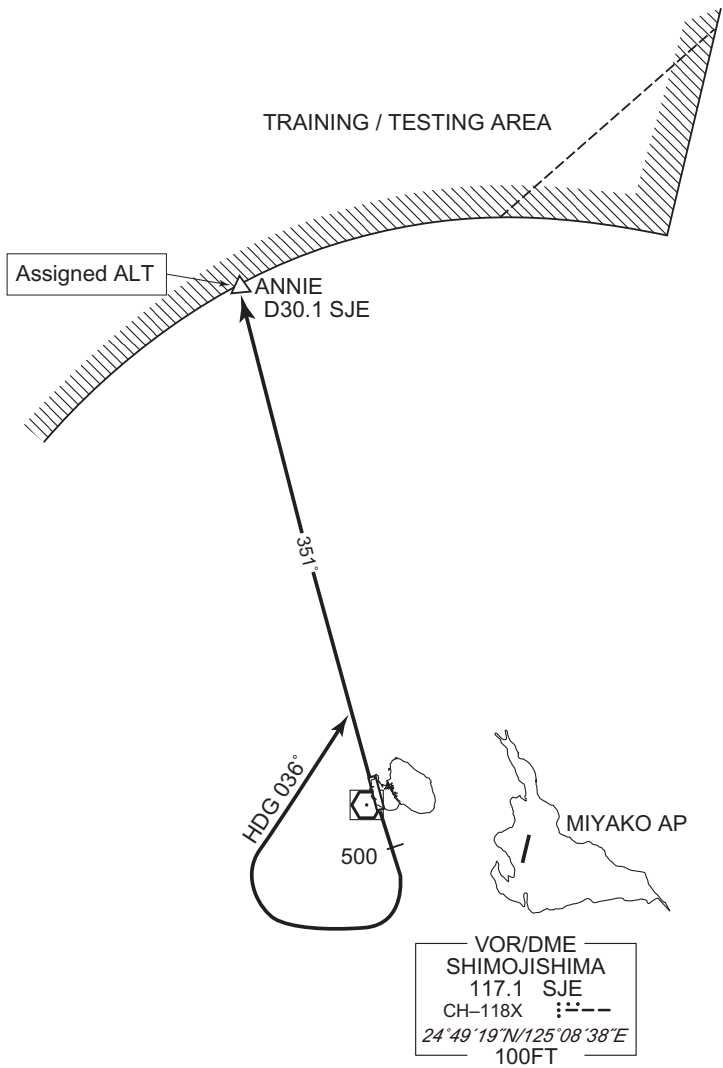 TRAINING / TESTING AREA
Assigned ALT
ANNIE
D30.1 SJE
351°
HDG 036°
500
MIYAKO AP
VOR/DME
SHIMOJISHIMA
117.1 SJE
CH–118X
24°49´19˝N/125°08´38˝E
100FT